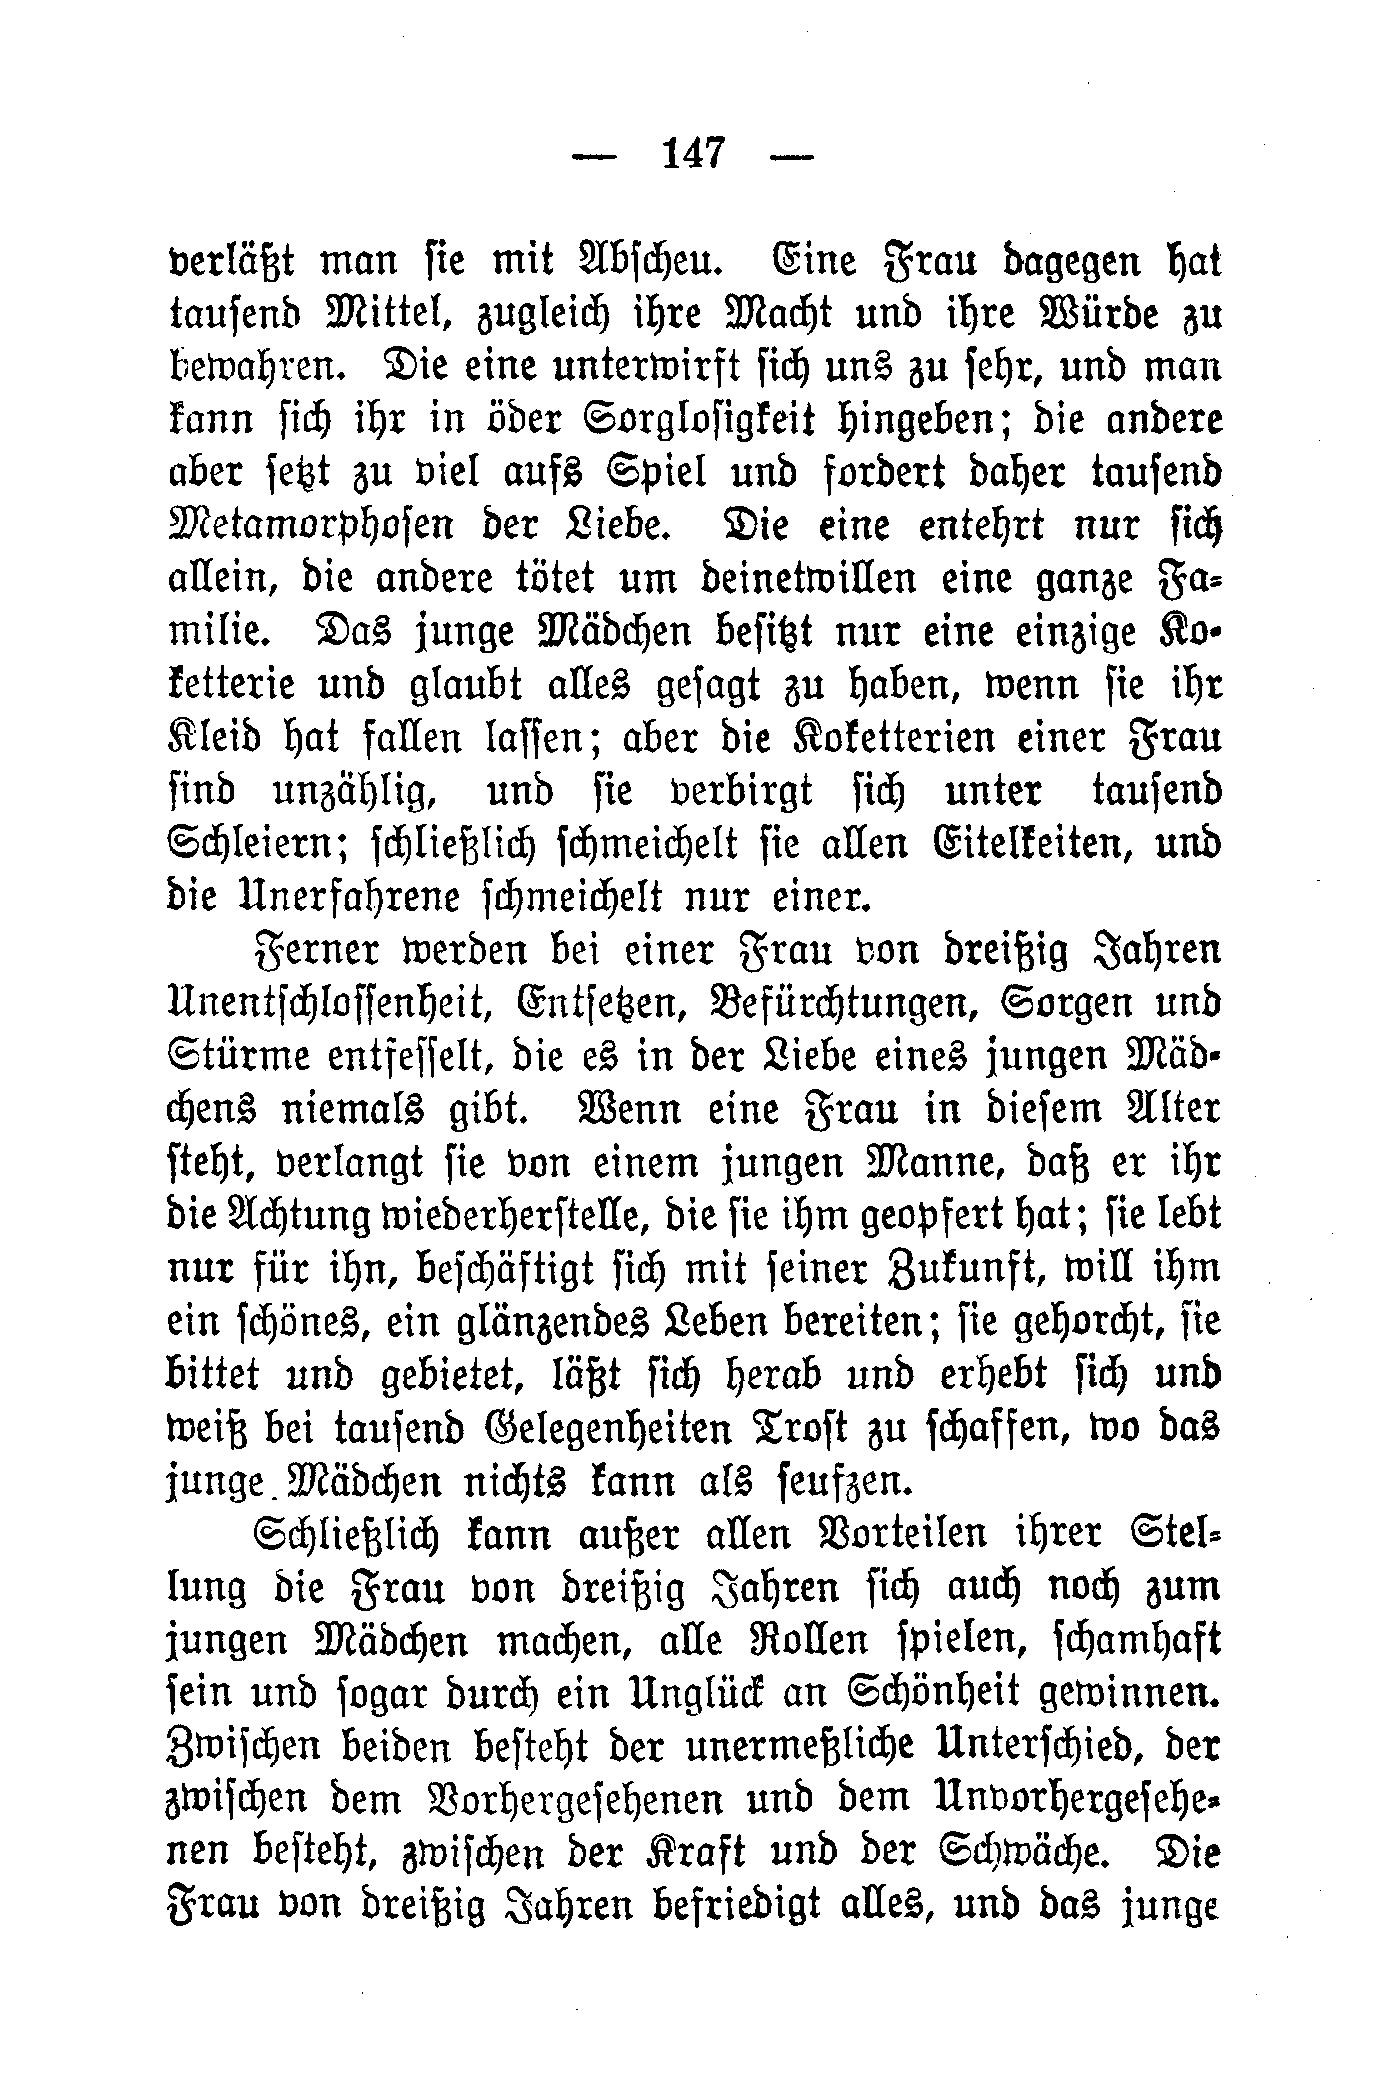 — 147 —
verläßt man sie mit Abscheu. Eine Frau dagegen hat
tausend Mittel, zugleich ihre Macht und ihre Würde zu
bewahren. Die eine unterwirft sich uns zu sehr, und man
kann sich ihr in öder Sorglosigkeit hingeben; die andere
aber setzt zu viel aufs Spiel und fordert daher tausend
Metamorphosen der Liebe. Die eine entehrt nur sich
allein, die andere tötet um deinetwillen eine ganze Fa-
milie. Das junge Mädchen besitzt nur eine einzige Ko-
ketterie und glaubt alles gesagt zu haben, wenn sie ihr
Kleid hat fallen lassen; aber die Koketterien einer Frau
sind unzählig, und sie verbirgt sich unter tausend
Schleiern; schließlich schmeichelt sie allen Eitelkeiten, und
die Unerfahrene schmeichelt nur einer.
Ferner werden bei einer Frau von dreißig Jahren
Unentschlossenheit, Entsetzen, Befürchtungen, Sorgen und
Stürme entfesselt, die es in der Liebe eines jungen Mäd-
chens niemals gibt. Wenn eine Frau in diesem Alter
steht, verlangt sie von einem jungen Manne, daß er ihr
die Achtung wiederherstelle, die sie ihm geopfert hat; sie lebt
nur für ihn, beschäftigt sich mit seiner Zukunft, will ihm
ein schönes, ein glänzendes Leben bereiten; sie gehorcht, sie
bittet und gebietet, läßt sich herab und erhebt sich und
weiß bei tausend Gelegenheiten Trost zu schaffen, wo das
junge Mädchen nichts kann als seufzen.
Schließlich kann außer allen Vorteilen ihrer Stel-
lung die Frau von dreißig Jahren sich auch noch zum
jungen Mädchen machen, alle Rollen spielen, schamhaft
sein und sogar durch ein Unglück an Schönheit gewinnen.
Zwischen beiden besteht der unermeßliche Unterschied, der
zwischen dem Vorhergesehenen und dem Unvorhergesehe-
nen besteht, zwischen der Kraft und der Schwäche. Die
Frau von dreißig Jahren befriedigt alles, und das junge